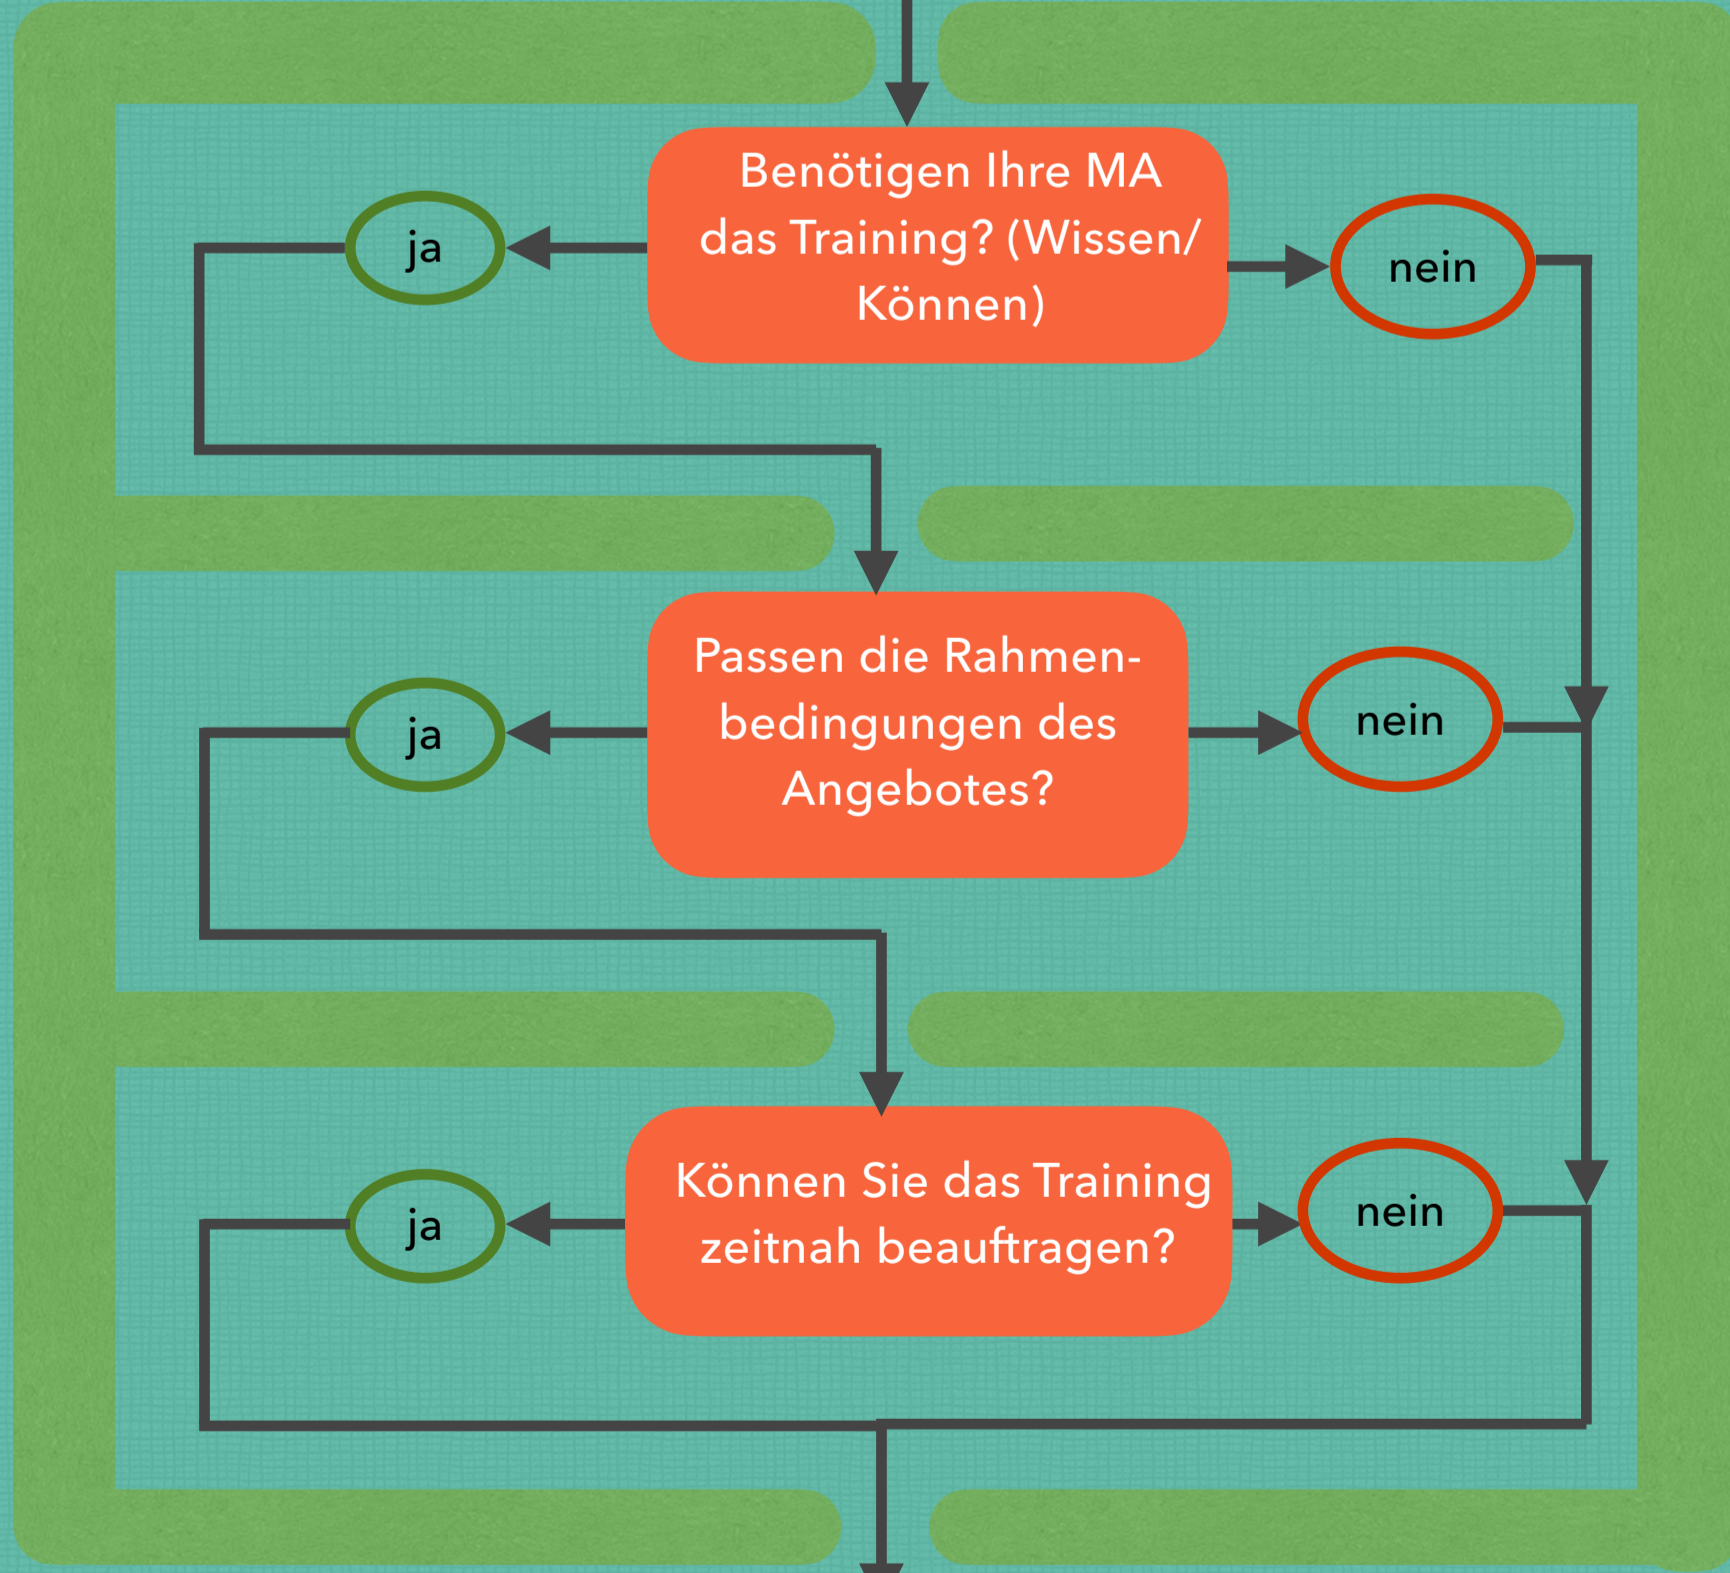 Benötigen Ihre MA
das Training? (Wissen/
Können)
ja
nein
Passen die Rahmen-
bedingungen des
Angebotes?
ja
nein
Können Sie das Training
zeitnah beauftragen?
ja
nein